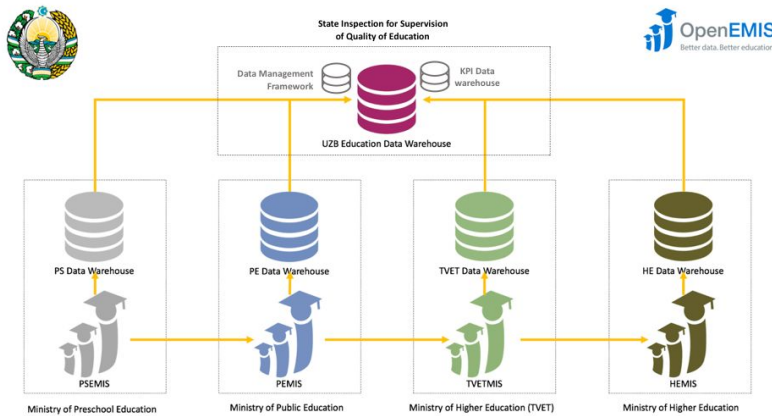 State Inspection for Supervision
of Quality of Education
OpenEMIS
Better data. Better education
Data Management
Framework
KPI Data
warehouse
UZB Education Data Warehouse
PS Data Warehouse
PE Data Warehouse
TVET Data Warehouse
HE Data Warehouse
PSEMIS
PEMIS
TVETMIS
HEMIS
Ministry of Preschool Education
Ministry of Public Education
Ministry of Higher Education (TVET)
Ministry of Higher Education